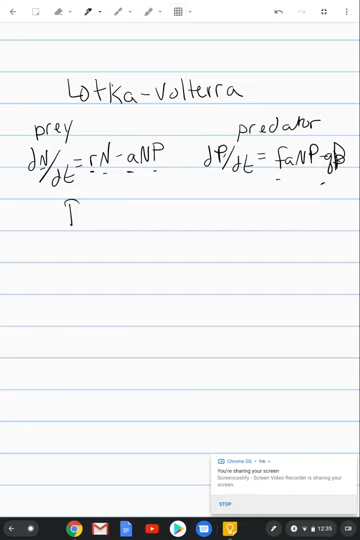 Lotka-Volterra
prey
predator
dN/dt = rN - aNP
dP/dt = faNP - qP
Chrome OS • 1m
You're sharing your screen
Screencastify - Screen Video Recorder is sharing your screen.
STOP
12:35